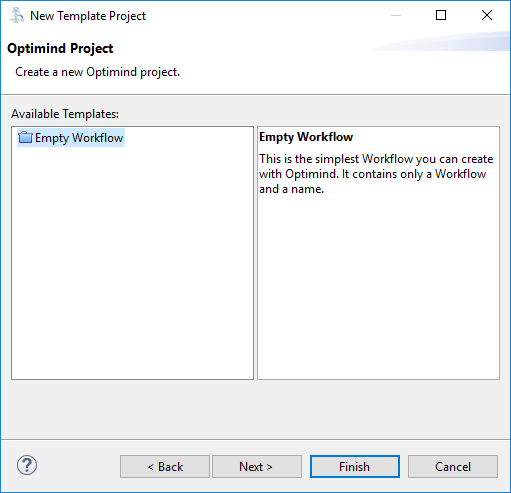 New Template Project
Optimind Project
Create a new Optimind project.
Available Templates:
Empty Workflow
Empty Workflow
This is the simplest Workflow you can create
with Optimind. It contains only a Workflow
and a name.
?
< Back
Next >
Finish
Cancel